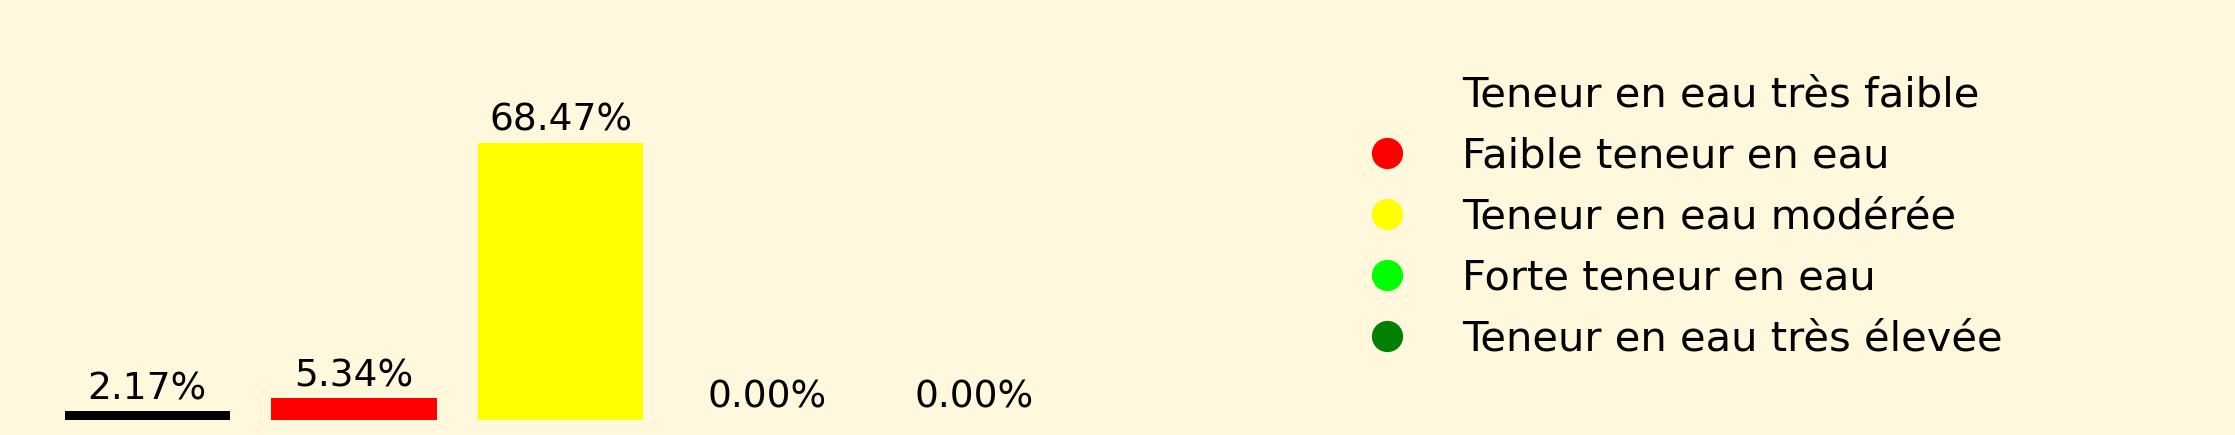 68.47%
5.34%
2.17%
0.00%
0.00%
Teneur en eau très faible
Faible teneur en eau
Teneur en eau modérée
Forte teneur en eau
Teneur en eau très élevée